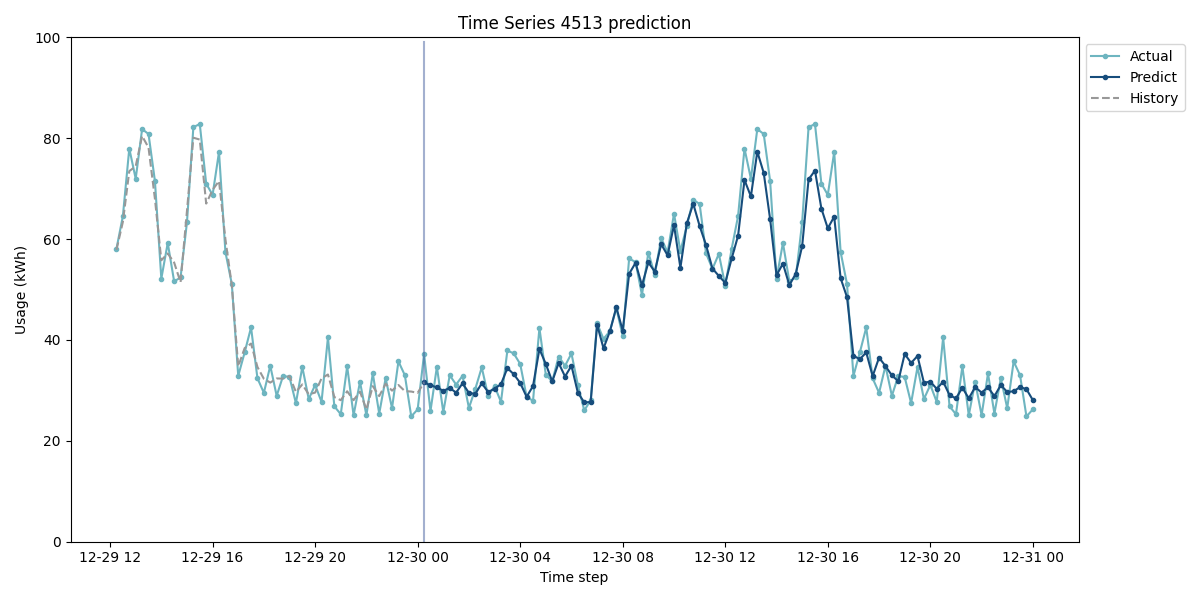 Time Series 4513 prediction
Actual
Predict
History
Usage (kWh)
100
80
60
40
20
0
12-29 12
12-29 16
12-29 20
12-30 00
12-30 04
12-30 08
12-30 12
12-30 16
12-30 20
12-31 00
Time step